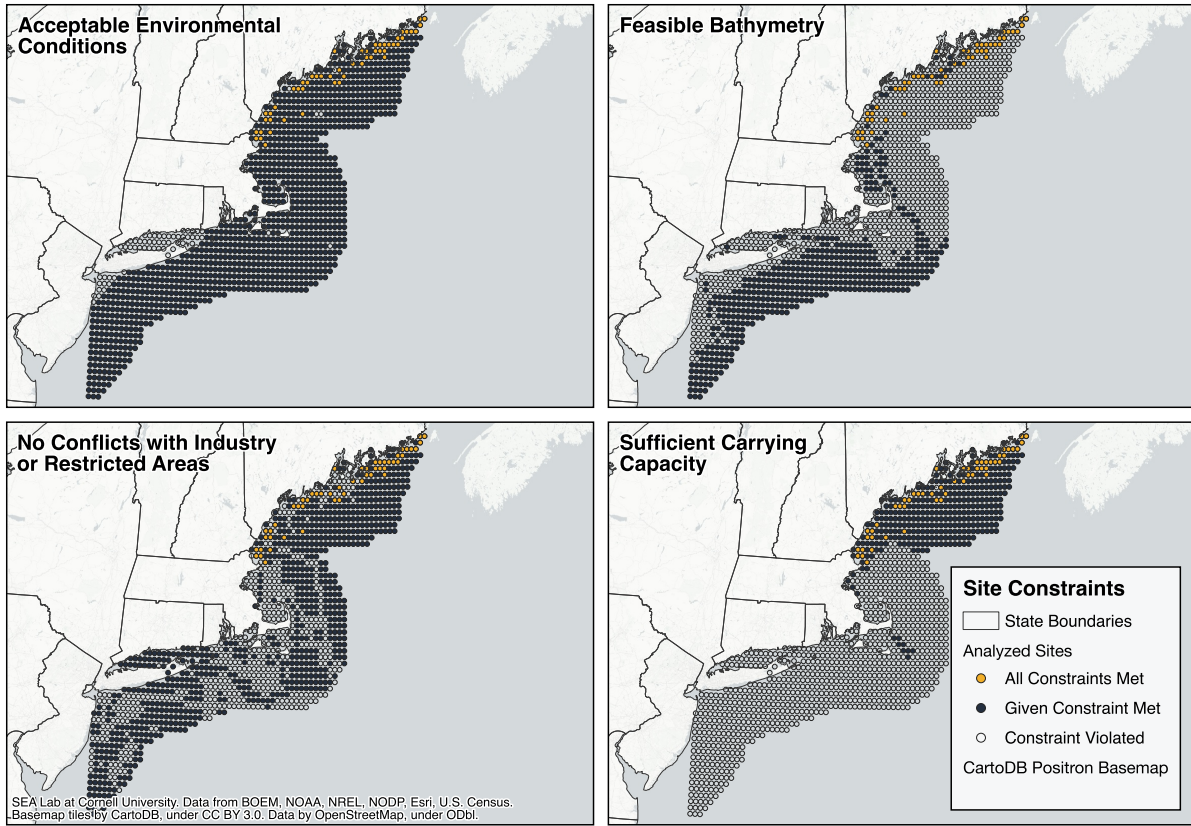 Acceptable Environmental
Conditions
Feasible Bathymetry
No Conflicts with Industry
or Restricted Areas
SEA Lab at Cornell University. Data from BOEM, NOAA, NREL, NODP, Esri, U.S. Census.
Basemap tiles by CartoDB, under CC BY 3.0. Data by OpenStreetMap, under ODbl.
Sufficient Carrying
Capacity
Site Constraints
State Boundaries
Analyzed Sites
All Constraints Met
Given Constraint Met
Constraint Violated
CartoDB Positron Basemap